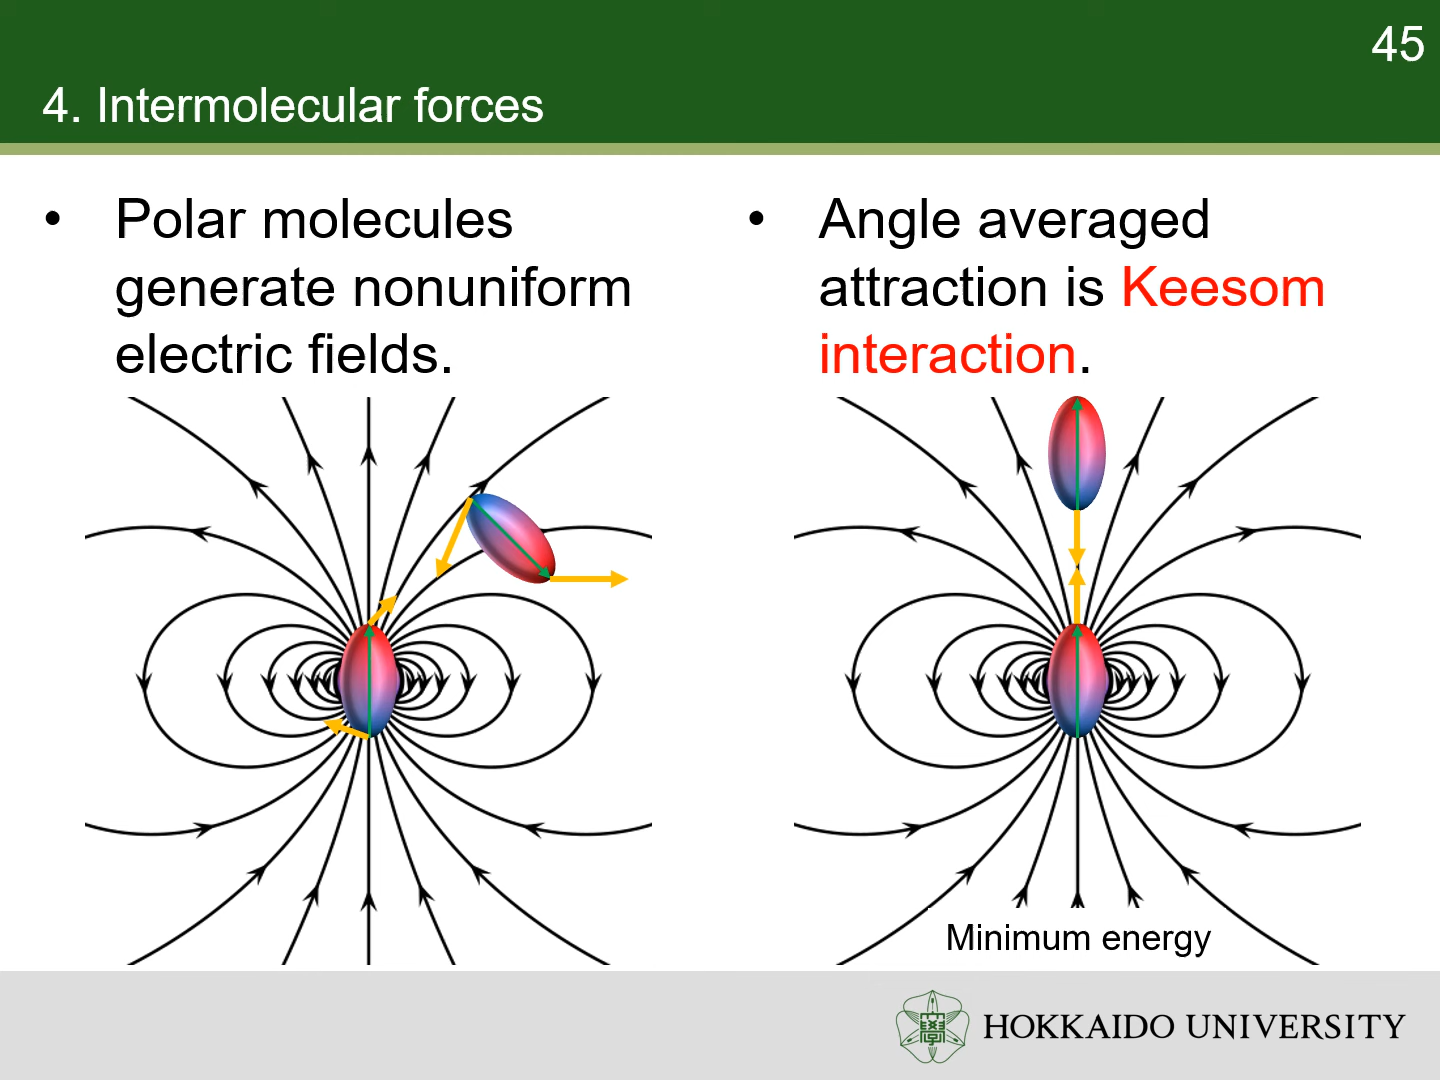 45
4. Intermolecular forces
• Polar molecules
generate nonuniform
electric fields.
• Angle averaged
attraction is Keesom
interaction.
Minimum energy
HOKKAIDO UNIVERSITY